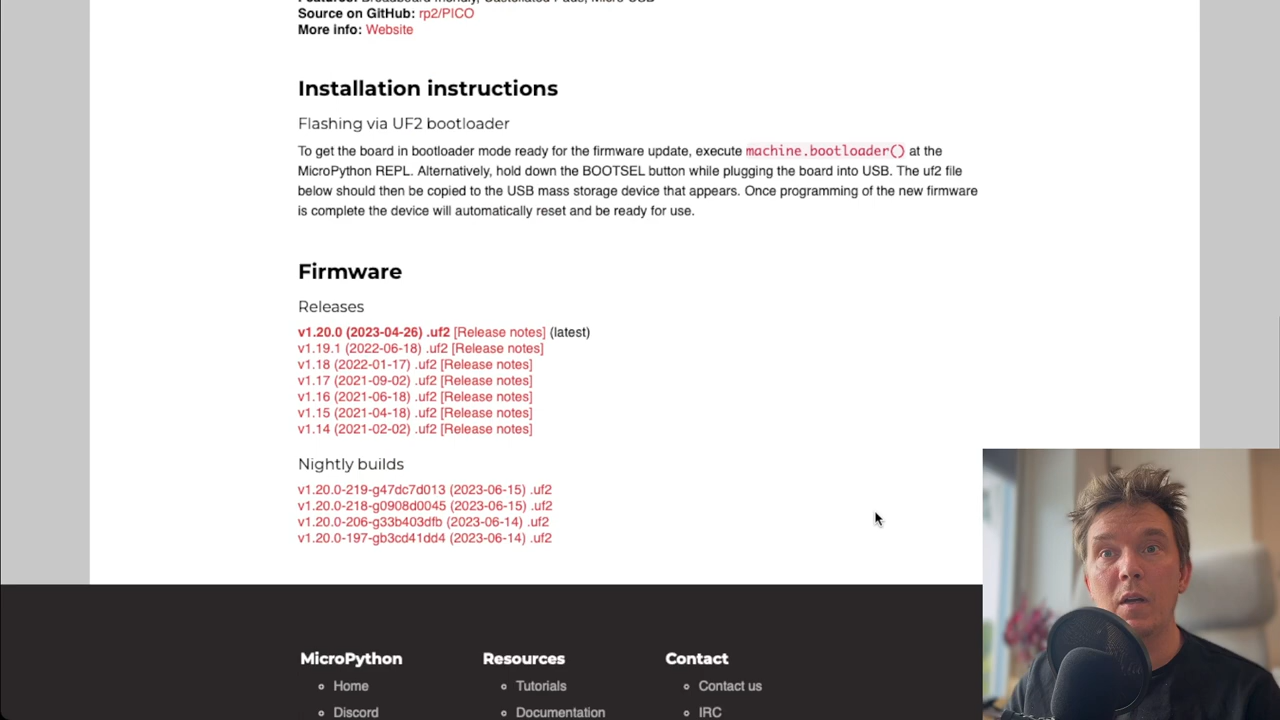 Features: Breadboard friendly, Castellated Pads, Micro USB
Source on GitHub: rp2/PICO
More info: Website
Installation instructions
Flashing via UF2 bootloader
To get the board in bootloader mode ready for the firmware update, execute machine.bootloader() at the
MicroPython REPL. Alternatively, hold down the BOOTSEL button while plugging the board into USB. The uf2 file
below should then be copied to the USB mass storage device that appears. Once programming of the new firmware
is complete the device will automatically reset and be ready for use.
Firmware
Releases
v1.20.0 (2023-04-26) .uf2 [Release notes] (latest)
v1.19.1 (2022-06-18) .uf2 [Release notes]
v1.18 (2022-01-17) .uf2 [Release notes]
v1.17 (2021-09-02) .uf2 [Release notes]
v1.16 (2021-06-18) .uf2 [Release notes]
v1.15 (2021-04-18) .uf2 [Release notes]
v1.14 (2021-02-02) .uf2 [Release notes]
Nightly builds
v1.20.0-219-g47dc7d013 (2023-06-15) .uf2
v1.20.0-218-g0908d0045 (2023-06-15) .uf2
v1.20.0-206-g33b403dfb (2023-06-14) .uf2
v1.20.0-197-gb3cd41dd4 (2023-06-14) .uf2
MicroPython
Home
Discord
Resources
Tutorials
Documentation
Contact
Contact us
IRC